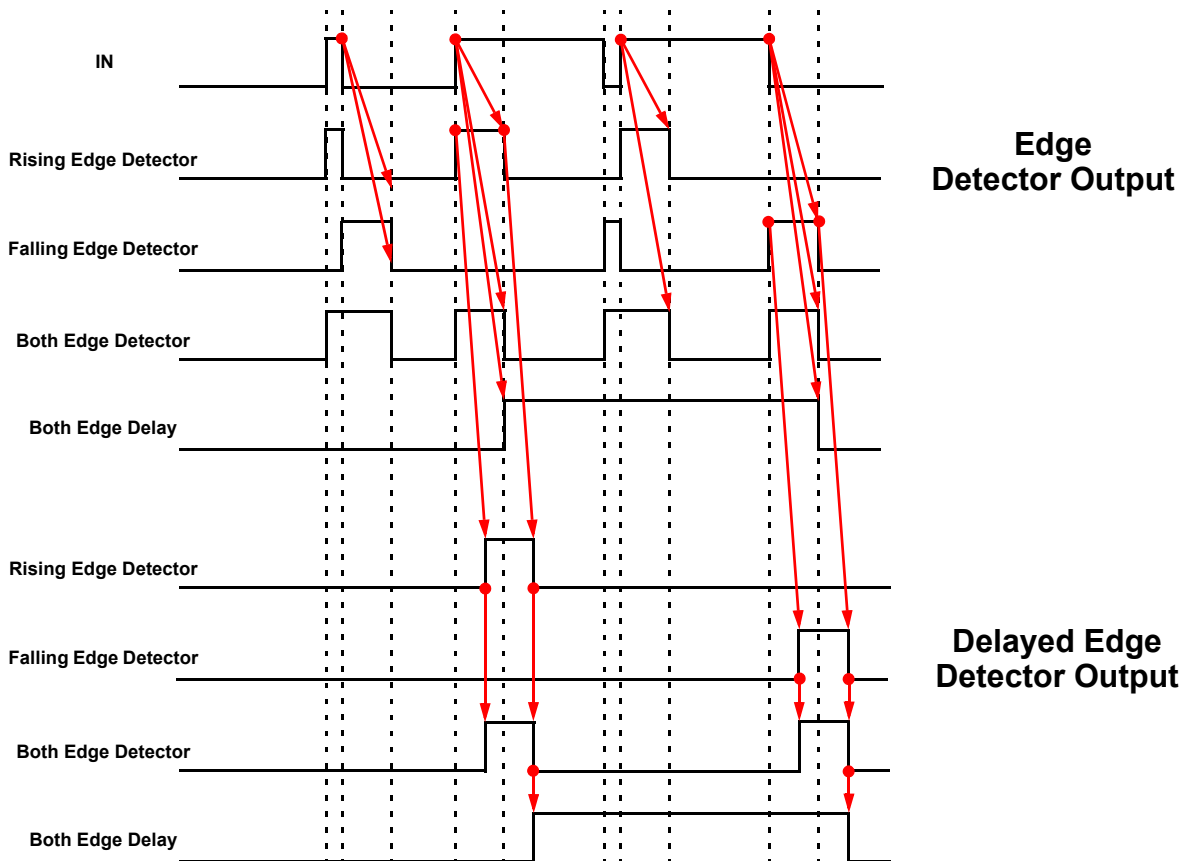 IN
Rising Edge Detector
Edge
Detector Output
Falling Edge Detector
Both Edge Detector
Both Edge Delay
Rising Edge Detector
Falling Edge Detector
Delayed Edge
Detector Output
Both Edge Detector
Both Edge Delay